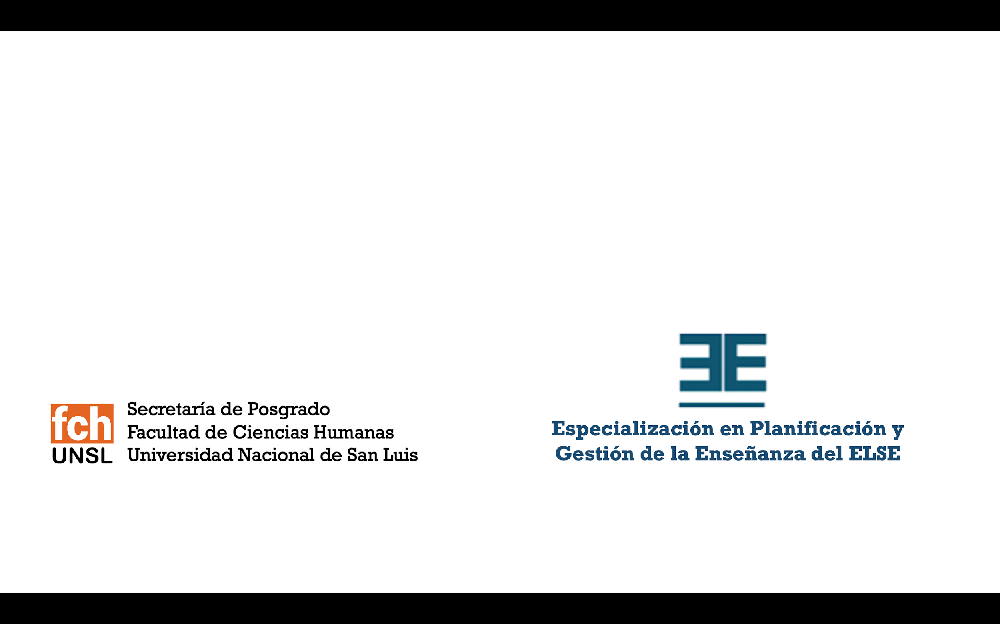 fch
UNSL
Secretaría de Posgrado
Facultad de Ciencias Humanas
Universidad Nacional de San Luis
Especialización en Planificación y
Gestión de la Enseñanza del ELSE